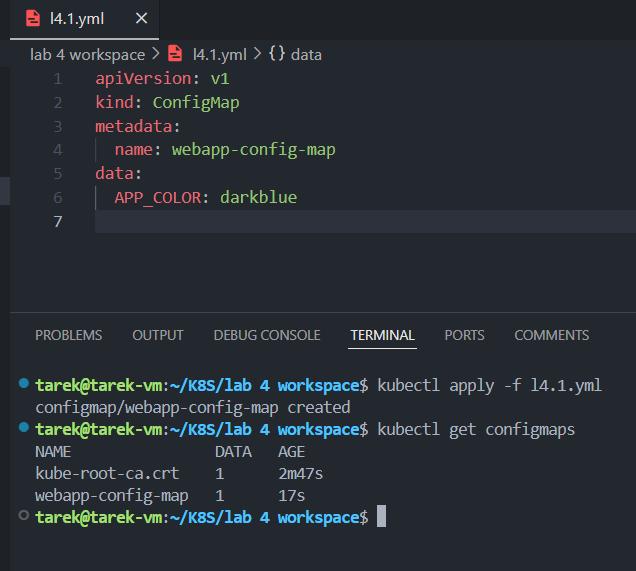 l4.1.yml
lab 4 workspace > l4.1.yml > {} data
1 apiVersion: v1
2 kind: ConfigMap
3 metadata:
4   name: webapp-config-map
5 data:
6   APP_COLOR: darkblue
7
PROBLEMS OUTPUT DEBUG CONSOLE TERMINAL PORTS COMMENTS
tarek@tarek-vm:~/K8S/lab 4 workspace$ kubectl apply -f l4.1.yml
configmap/webapp-config-map created
tarek@tarek-vm:~/K8S/lab 4 workspace$ kubectl get configmaps
NAME DATA AGE
kube-root-ca.crt 1 2m47s
webapp-config-map 1 17s
tarek@tarek-vm:~/K8S/lab 4 workspace$